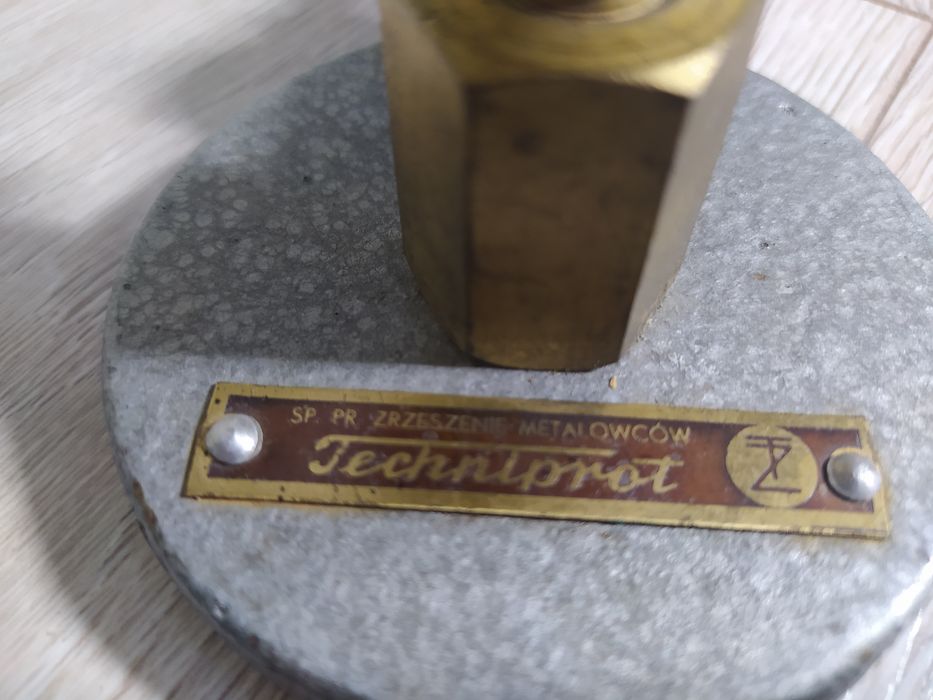 SP. PR. ZRZESZENIE METALOWCÓW
Techniprot